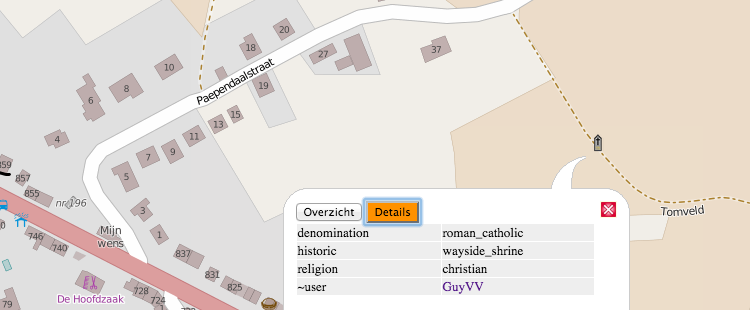 20
18
27
37
10
8
6
19
Paependaalstraat
15
13
11
4
9
7
859
857
5
855
nr 196
3
Tomveld
Mijn
wens
1
746
740
837
831
825
De Hoofdzaak
728
724
79
Overzicht Details
denomination roman_catholic
historic wayside_shrine
religion christian
~user GuyVV